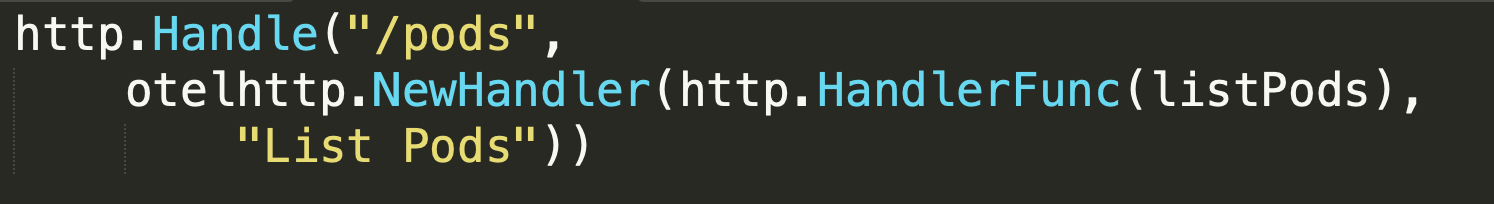 http.Handle("/pods",
    otelhttp.NewHandler(http.HandlerFunc(listPods),
        "List Pods"))